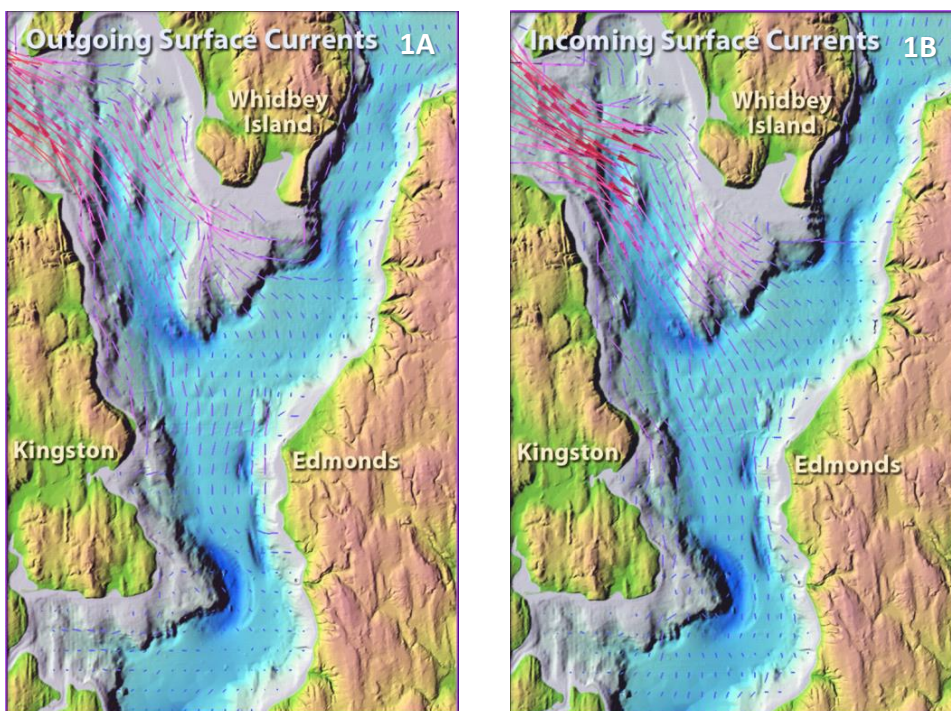 Outgoing Surface Currents 1A
Whidbey
Island
Kingston
Edmonds
Incoming Surface Currents 1B
Whidbey
Island
Kingston
Edmonds